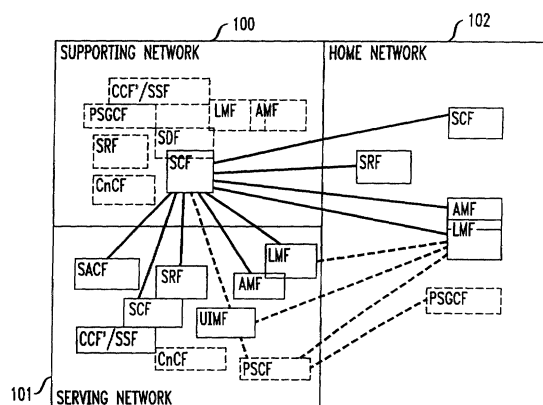 100
102
SUPPORTING NETWORK
HOME NETWORK
CCF'/SSF
PSGCF
LMF
AMF
SCF
SRF
SDF
SCF
SRF
CnCF
AMF
LMF
SACF
SRF
LMF
AMF
PSGCF
SCF
UIMF
CCF'/SSF
CnCF
PSCF
101
SERVING NETWORK